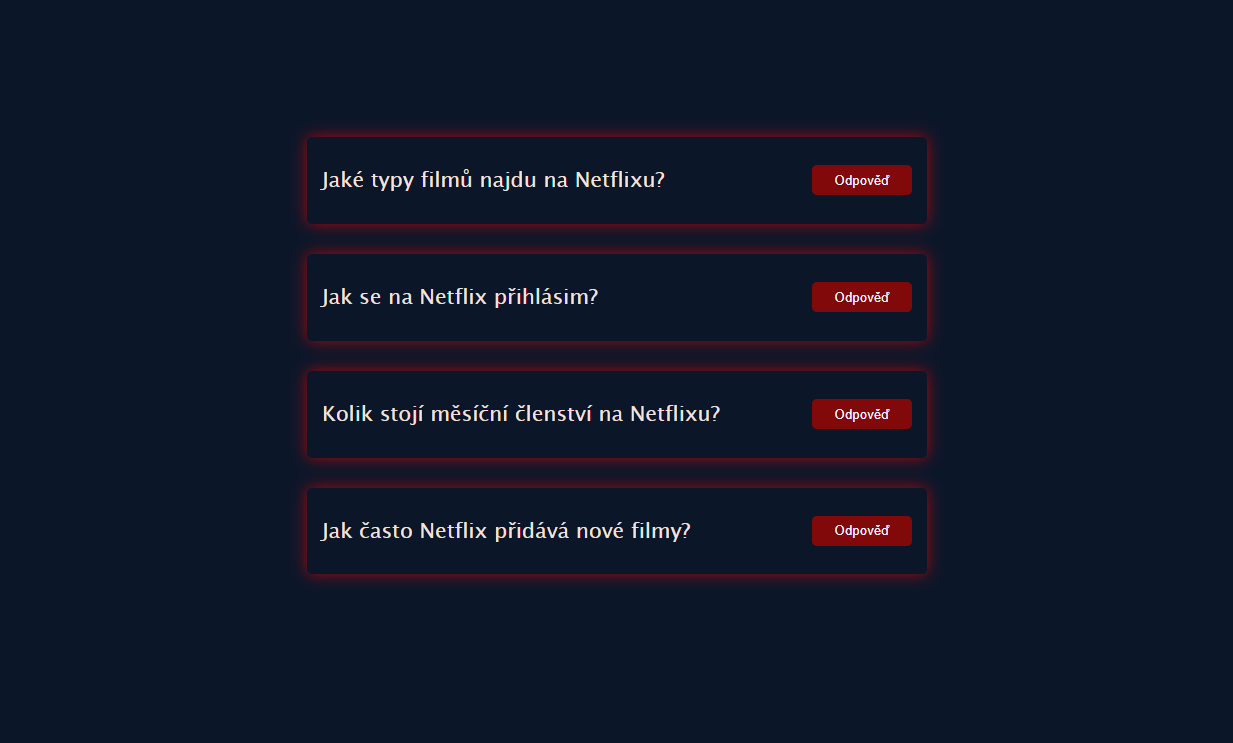 Jaké typy filmů najdu na Netflixu?
Odpověď
Jak se na Netflix přihlásim?
Odpověď
Kolik stojí měsíční členství na Netflixu?
Odpověď
Jak často Netflix přidává nové filmy?
Odpověď